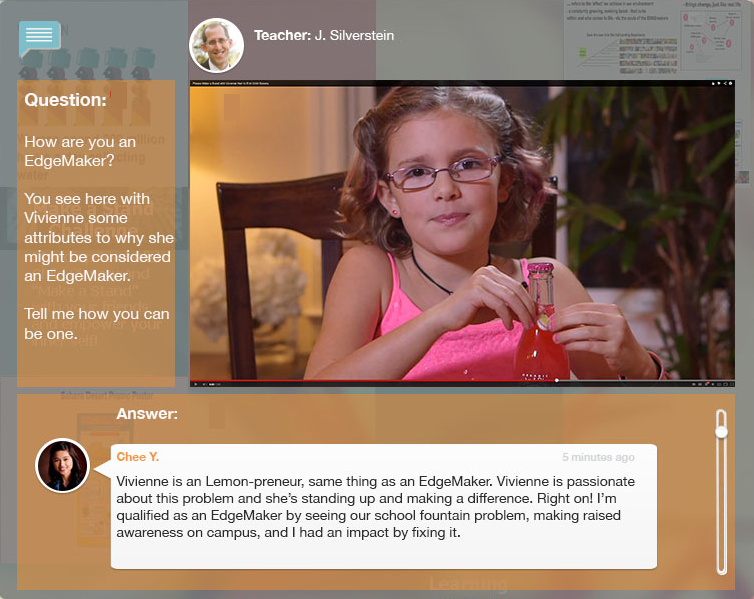 Teacher: J. Silverstein
Question:
How are you an
EdgeMaker?
You see here with
Vivienne some
attributes to why she
might be considered
an EdgeMaker.
Tell me how you can
be one.
Answer:
Chee Y.
5 minutes ago
Vivienne is an Lemon-preneur, same thing as an EdgeMaker. Vivienne is passionate
about this problem and she's standing up and making a difference. Right on! I'm
qualified as an EdgeMaker by seeing our school fountain problem, making raised
awareness on campus, and I had an impact by fixing it.
Learning